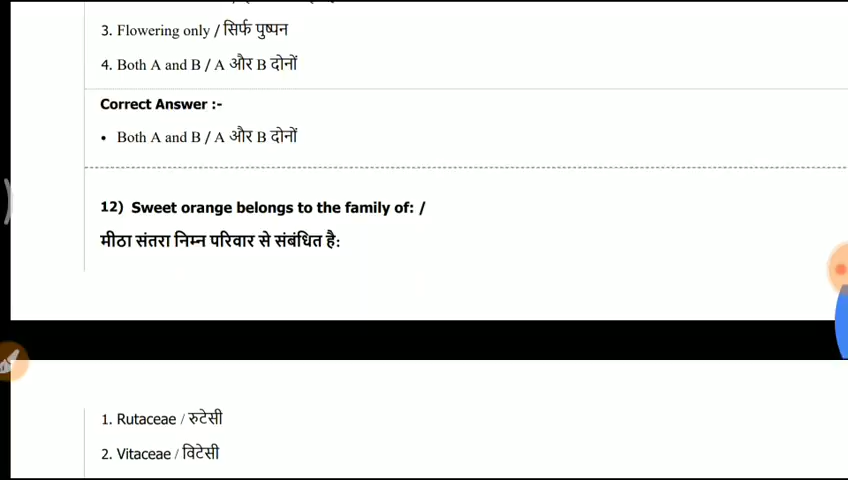 3. Flowering only / सिर्फ पुष्पन
4. Both A and B / A और B दोनों
Correct Answer :-
• Both A and B / A और B दोनों
12) Sweet orange belongs to the family of: /
मीठा संतरा निम्न परिवार से संबंधित है:
1. Rutaceae / रुटेसी
2. Vitaceae / विटेसी